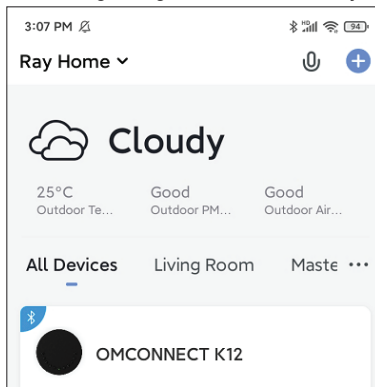 3:07 PM
94
Ray Home
Cloudy
25°C Good Good
Outdoor Te... Outdoor PM... Outdoor Air...
All Devices Living Room Maste
OMCONNECT K12